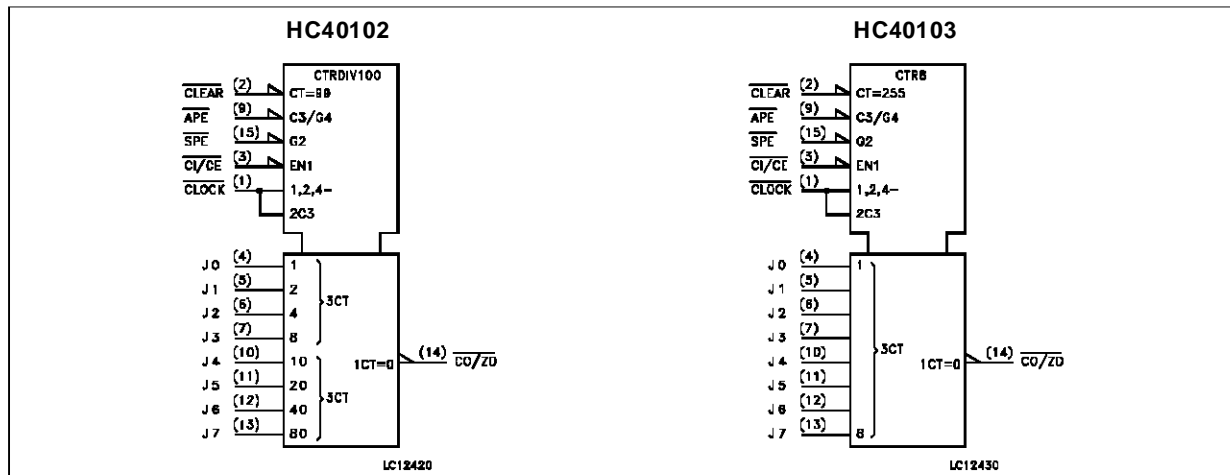 HC40102
CTRDIV100
CLEAR (2) CT=99
APE (9) C3/G4
SPE (15) G2
CI/CE (3) EN1
CLOCK (1) 1,2,4-
2C3
J0 (4) 1
J1 (5) 2
J2 (6) 4
J3 (7) 8
3CT
J4 (10) 10
J5 (11) 20
J6 (12) 40
J7 (13) 80
3CT
1CT=0 (14) CO/ZD
LC12420
HC40103
CTR8
CLEAR (2) CT=255
APE (9) C3/G4
SPE (15) G2
CI/CE (3) EN1
CLOCK (1) 1,2,4-
2C3
J0 (4) 1
J1 (5)
J2 (6)
J3 (7)
J4 (10)
J5 (11)
J6 (12)
J7 (13) 8
3CT
1CT=0 (14) CO/ZD
LC12430